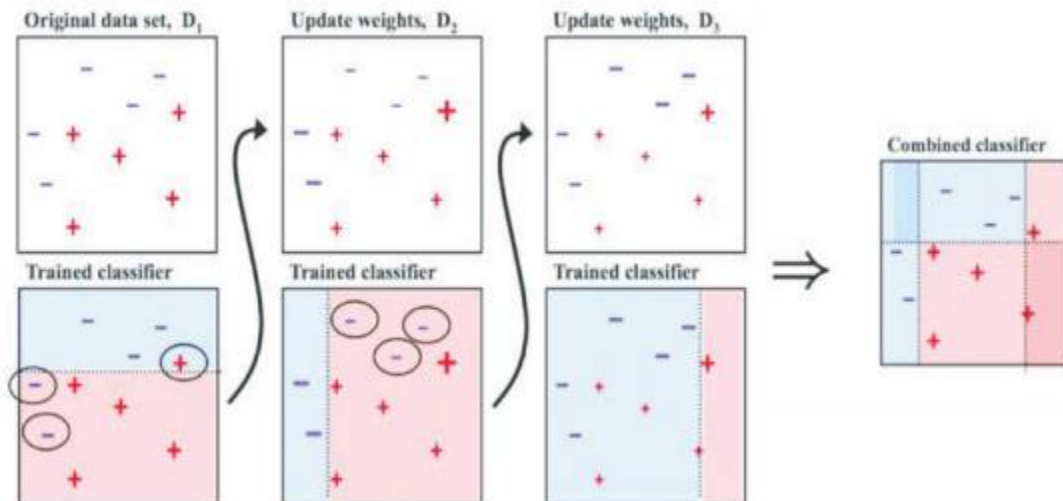 Original data set, D₁
Update weights, D₂
Update weights, D₃
Combined classifier
Trained classifier
Trained classifier
Trained classifier